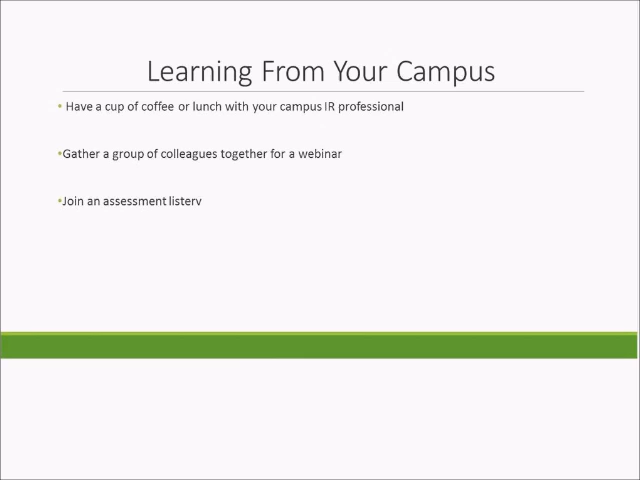 Learning From Your Campus
• Have a cup of coffee or lunch with your campus IR professional
•Gather a group of colleagues together for a webinar
•Join an assessment listerv